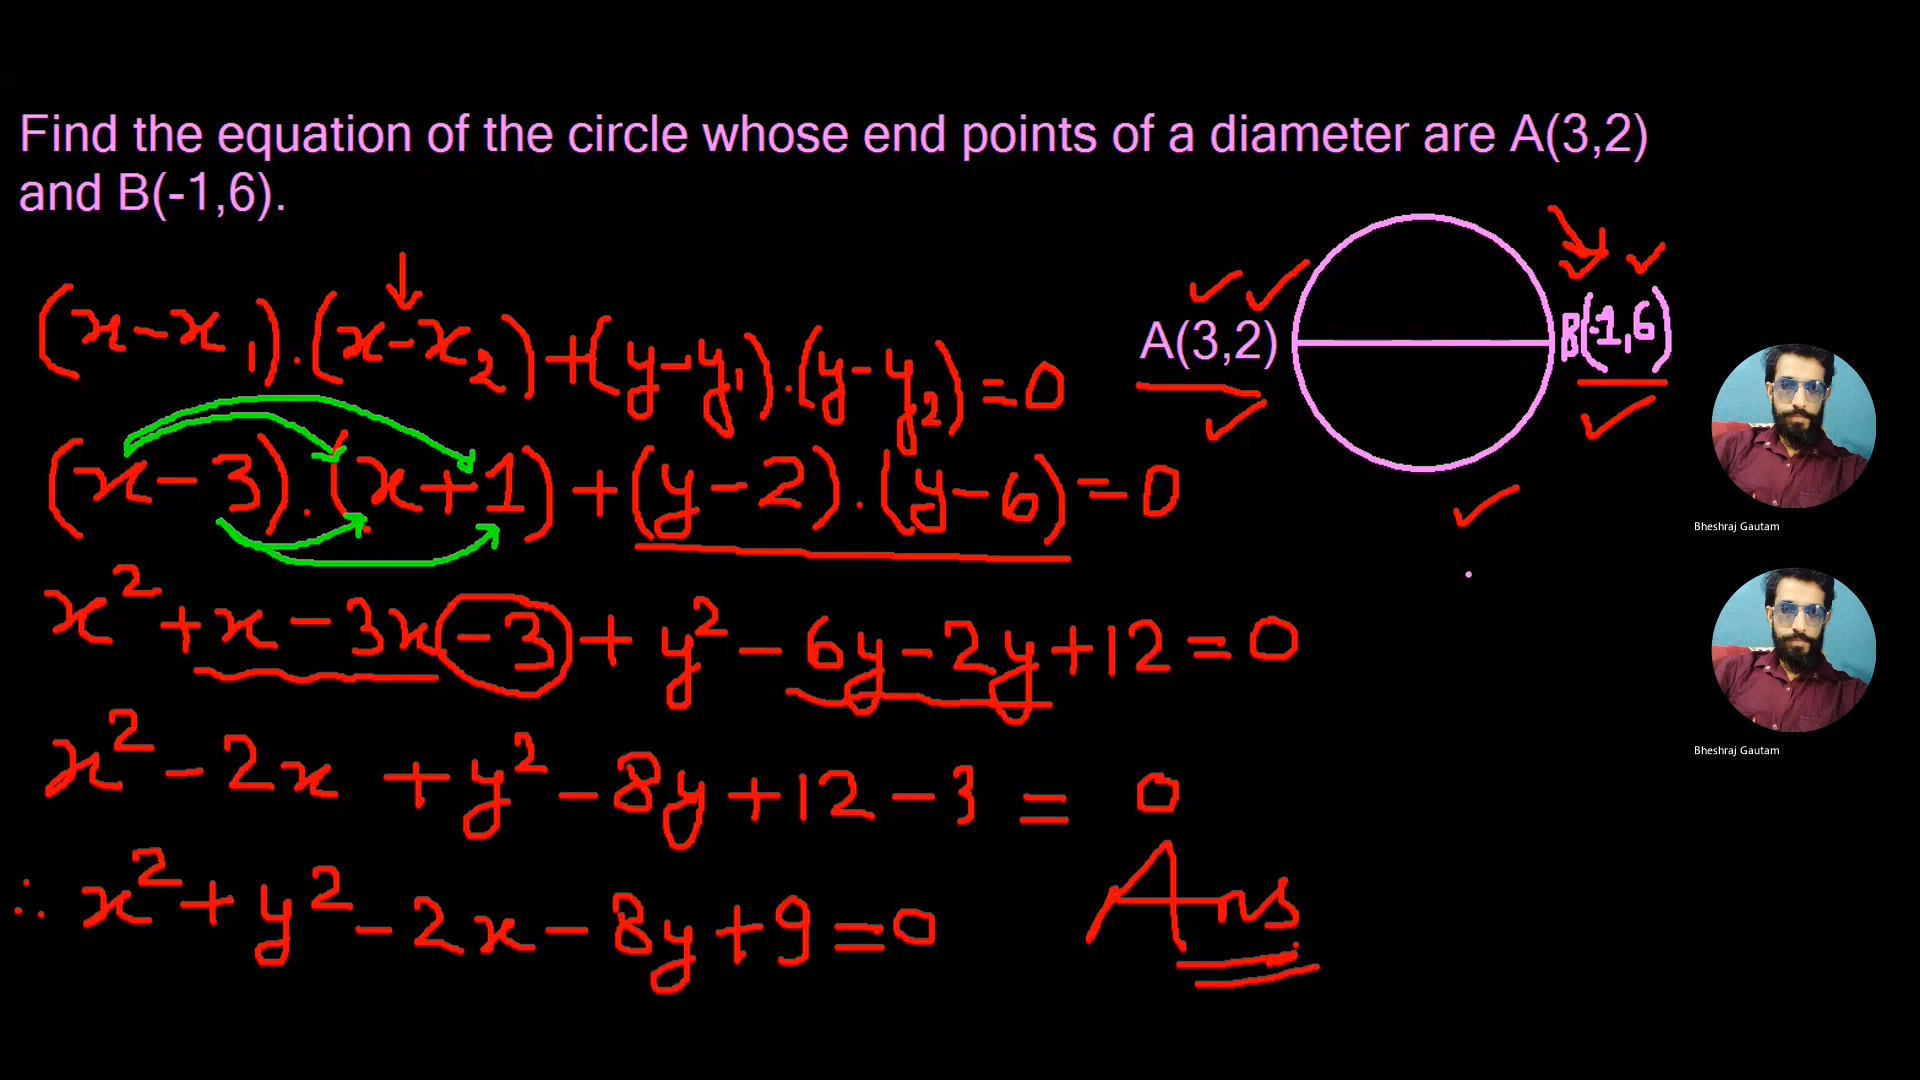 Find the equation of the circle whose end points of a diameter are A(3,2)
and B(-1,6).
(x-x₁).(x-x₂)+(y-y₁).(y-y₂)=0
A(3,2)
B(-1,6)
(x-3).(x+1)+(y-2).(y-6)=0
Bheshraj Gautam
x²+x-3x-3+y²-6y-2y+12=0
Bheshraj Gautam
x²-2x+y²-8y+12-3=0
∴ x²+y²-2x-8y+9=0
Ans